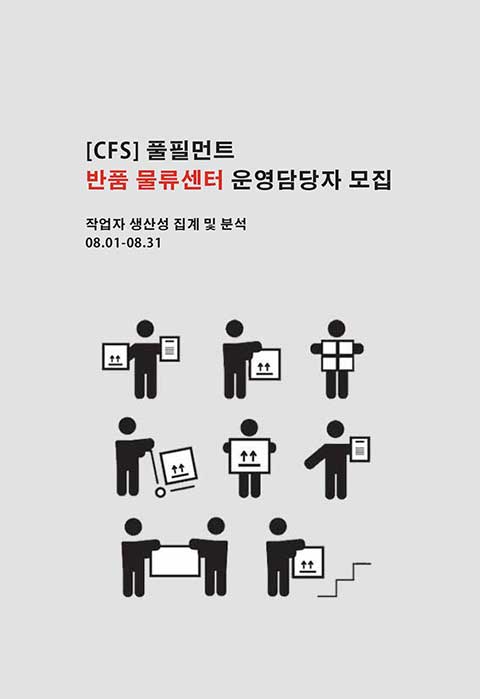 [CFS] 풀필먼트
반품 물류센터 운영담당자 모집
작업자 생산성 집계 및 분석
08.01-08.31